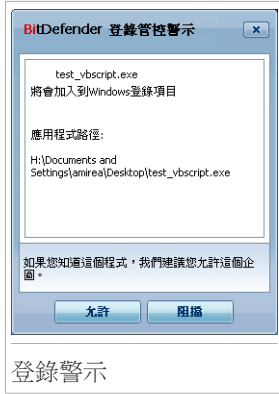 BitDefender 登錄管控警示
test_vbscript.exe
將會加入到Windows登錄項目
應用程式路徑:
H:\Documents and
Settings\amirea\Desktop\test_vbscript.exe
如果您知道這個程式，我們建議您允許這個企
圖。
允許
阻擋
登錄警示